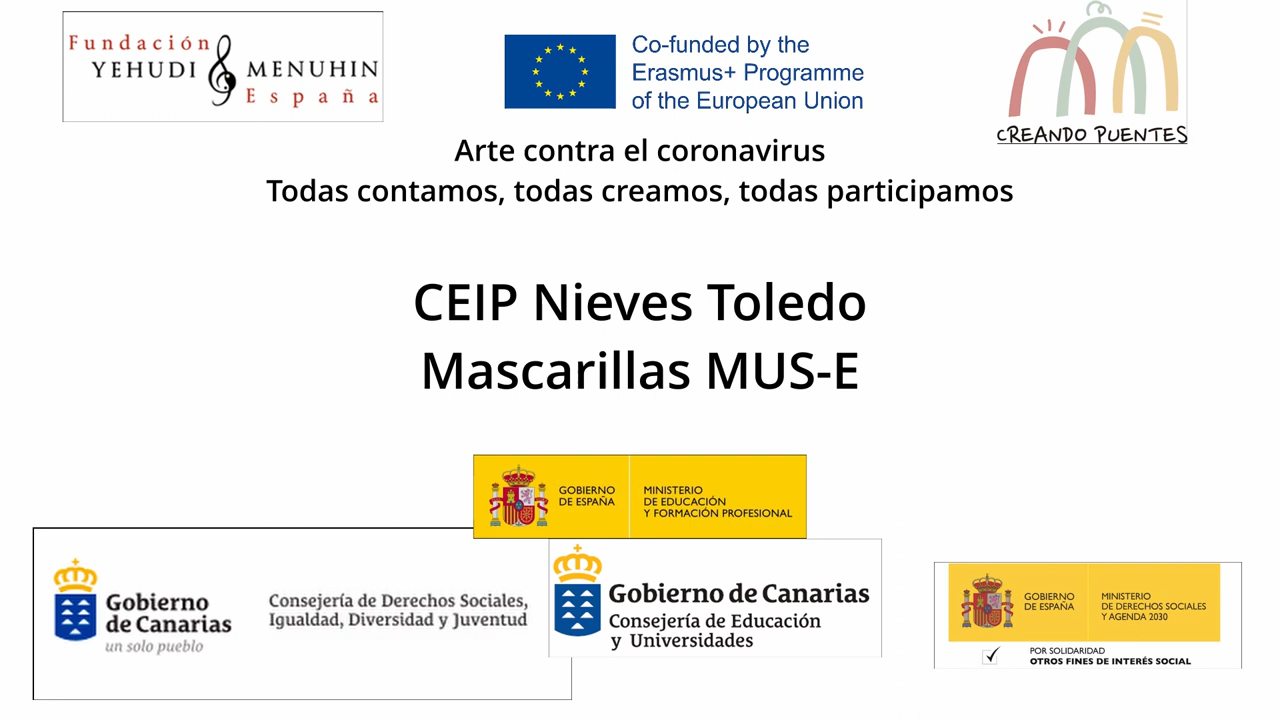 Fundación
YEHUDI MENUHIN
España
Co-funded by the
Erasmus+ Programme
of the European Union
CREANDO PUENTES
Arte contra el coronavirus
Todas contamos, todas creamos, todas participamos
CEIP Nieves Toledo
Mascarillas MUS-E
GOBIERNO
DE ESPAÑA
MINISTERIO
DE EDUCACIÓN
Y FORMACIÓN PROFESIONAL
Gobierno
de Canarias
un solo pueblo
Consejería de Derechos Sociales,
Igualdad, Diversidad y Juventud
Gobierno de Canarias
Consejería de Educación
y Universidades
GOBIERNO
DE ESPAÑA
MINISTERIO
DE DERECHOS SOCIALES
Y AGENDA 2030
POR SOLIDARIDAD
OTROS FINES DE INTERÉS SOCIAL